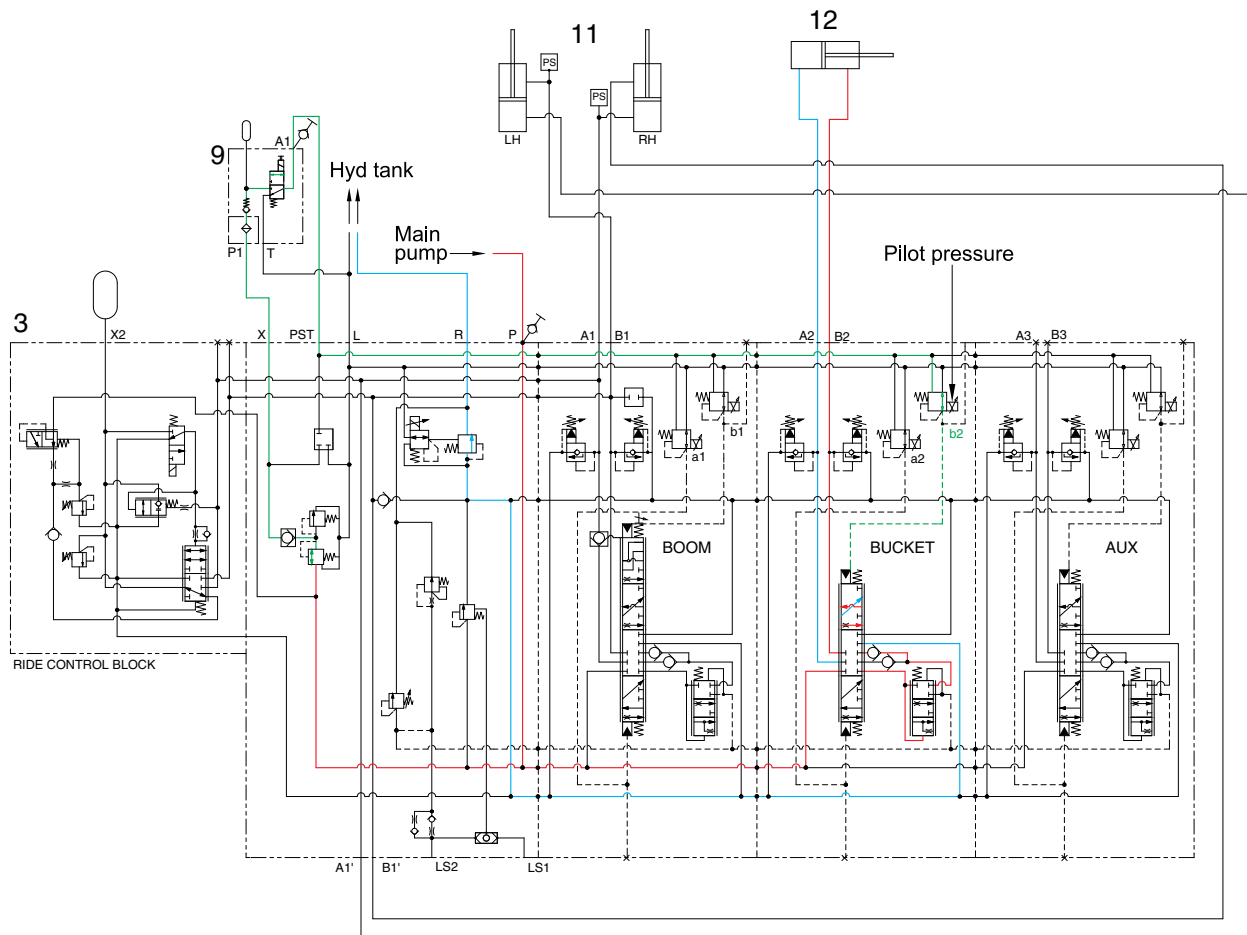 11
12
PS
PS
LH
RH
A1
9
Hyd tank
Main
pump
P1
T
Pilot pressure
3
X2
X
PST
L
R
P
A1
B1
A2
B2
A3
B3
b1
a1
b2
a2
BOOM
BUCKET
AUX
RIDE CONTROL BLOCK
A1'
B1'
LS2
LS1